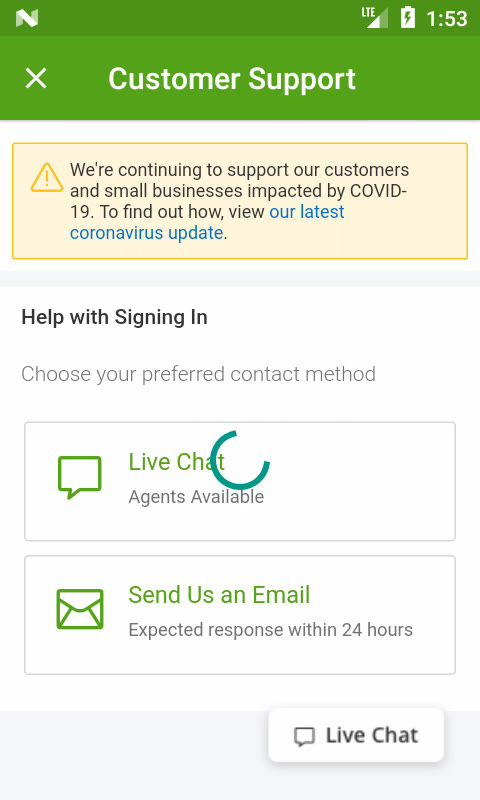 LTE 1:53
Customer Support
We're continuing to support our customers
and small businesses impacted by COVID-
19. To find out how, view our latest
coronavirus update.
Help with Signing In
Choose your preferred contact method
Live Chat
Agents Available
Send Us an Email
Expected response within 24 hours
Live Chat